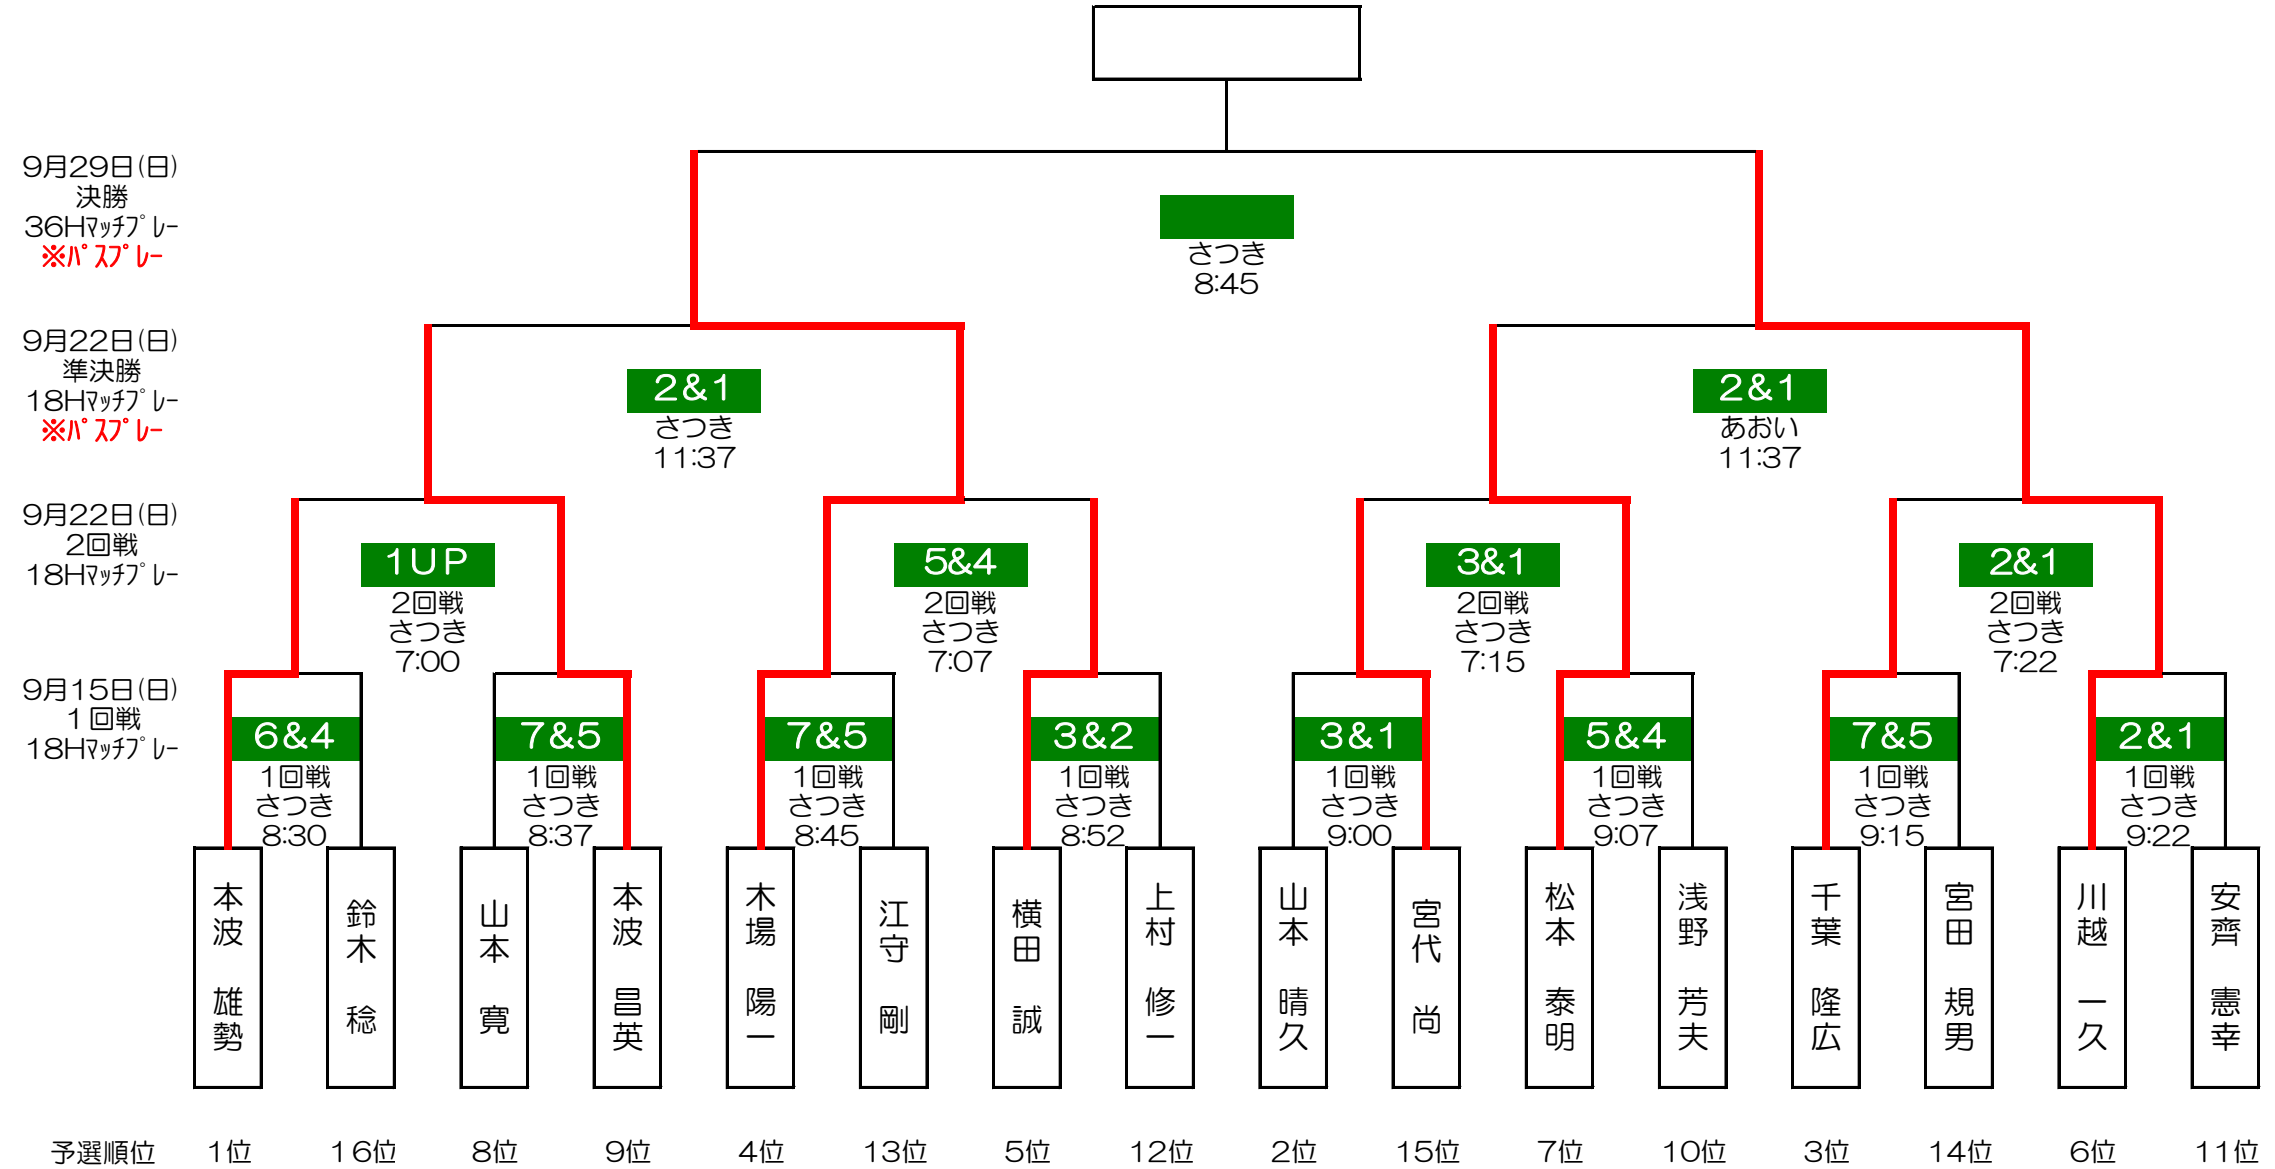 9月29日(日)
決勝
36Hﾏｯﾁﾌﾟﾚｰ
※ﾊﾟｽﾌﾟﾚｰ
さつき
8:45
9月22日(日)
準決勝
18Hﾏｯﾁﾌﾟﾚｰ
※ﾊﾟｽﾌﾟﾚｰ
2&1
さつき
11:37
2&1
あおい
11:37
9月22日(日)
2回戦
18Hﾏｯﾁﾌﾟﾚｰ
1UP
2回戦
さつき
7:00
5&4
2回戦
さつき
7:07
3&1
2回戦
さつき
7:15
2&1
2回戦
さつき
7:22
9月15日(日)
1回戦
18Hﾏｯﾁﾌﾟﾚｰ
6&4
1回戦
さつき
8:30
7&5
1回戦
さつき
8:37
7&5
1回戦
さつき
8:45
3&2
1回戦
さつき
8:52
3&1
1回戦
さつき
9:00
5&4
1回戦
さつき
9:07
7&5
1回戦
さつき
9:15
2&1
1回戦
さつき
9:22
本波 雄勢
鈴木 稔
山本 寛
本波 昌英
木場 陽一
江守 剛
横田 誠
上村 修一
山本 晴久
宮代 尚
松本 泰明
浅野 芳夫
千葉 隆広
宮田 規男
川越 一久
安齊 憲幸
予選順位 1位 16位 8位 9位 4位 13位 5位 12位 2位 15位 7位 10位 3位 14位 6位 11位